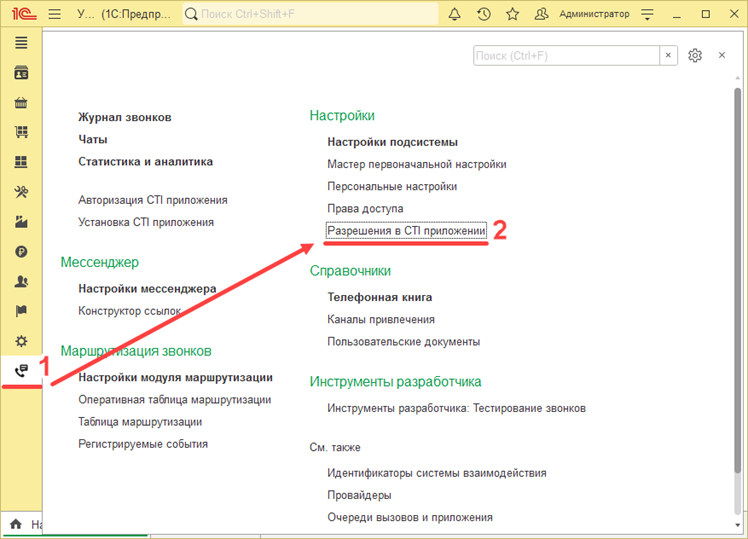 1С
У... (1С:Предпр...
Поиск Ctrl+Shift+F
Администратор
Поиск (Ctrl+F)
×
×
Журнал звонков
Чаты
Статистика и аналитика
Авторизация CTI приложения
Установка CTI приложения
Мессенджер
Настройки мессенджера
Конструктор ссылок
Маршрутизация звонков
1
Настройки модуля маршрутизации
Оперативная таблица маршрутизации
Таблица маршрутизации
Регистрируемые события
Настройки
Настройки подсистемы
Мастер первоначальной настройки
Персональные настройки
Права доступа
Разрешения в CTI приложении
2
Справочники
Телефонная книга
Каналы привлечения
Пользовательские документы
Инструменты разработчика
Инструменты разработчика: Тестирование звонков
См. также
Идентификаторы системы взаимодействия
Провайдеры
Очереди вызовов и приложения
На